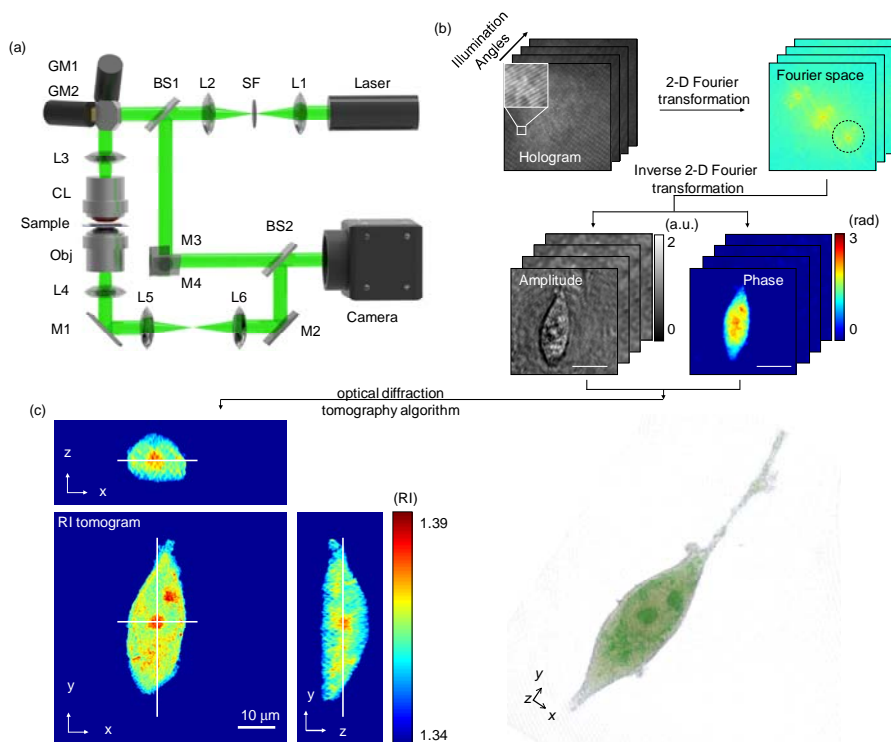 (a)
GM1
GM2
BS1
L2
SF
L1
Laser
L3
CL
Sample
Obj
L4
M1
L5
L6
M2
M3
M4
BS2
Camera
(b)
Illumination
Angles
Hologram
2-D Fourier
transformation
Fourier space
Inverse 2-D Fourier
transformation
(a.u.)
2
0
Amplitude
(rad)
3
0
Phase
optical diffraction
tomography algorithm
(c)
z
x
RI tomogram
y
x
10 μm
y
z
(RI)
1.39
1.34
y
z
x